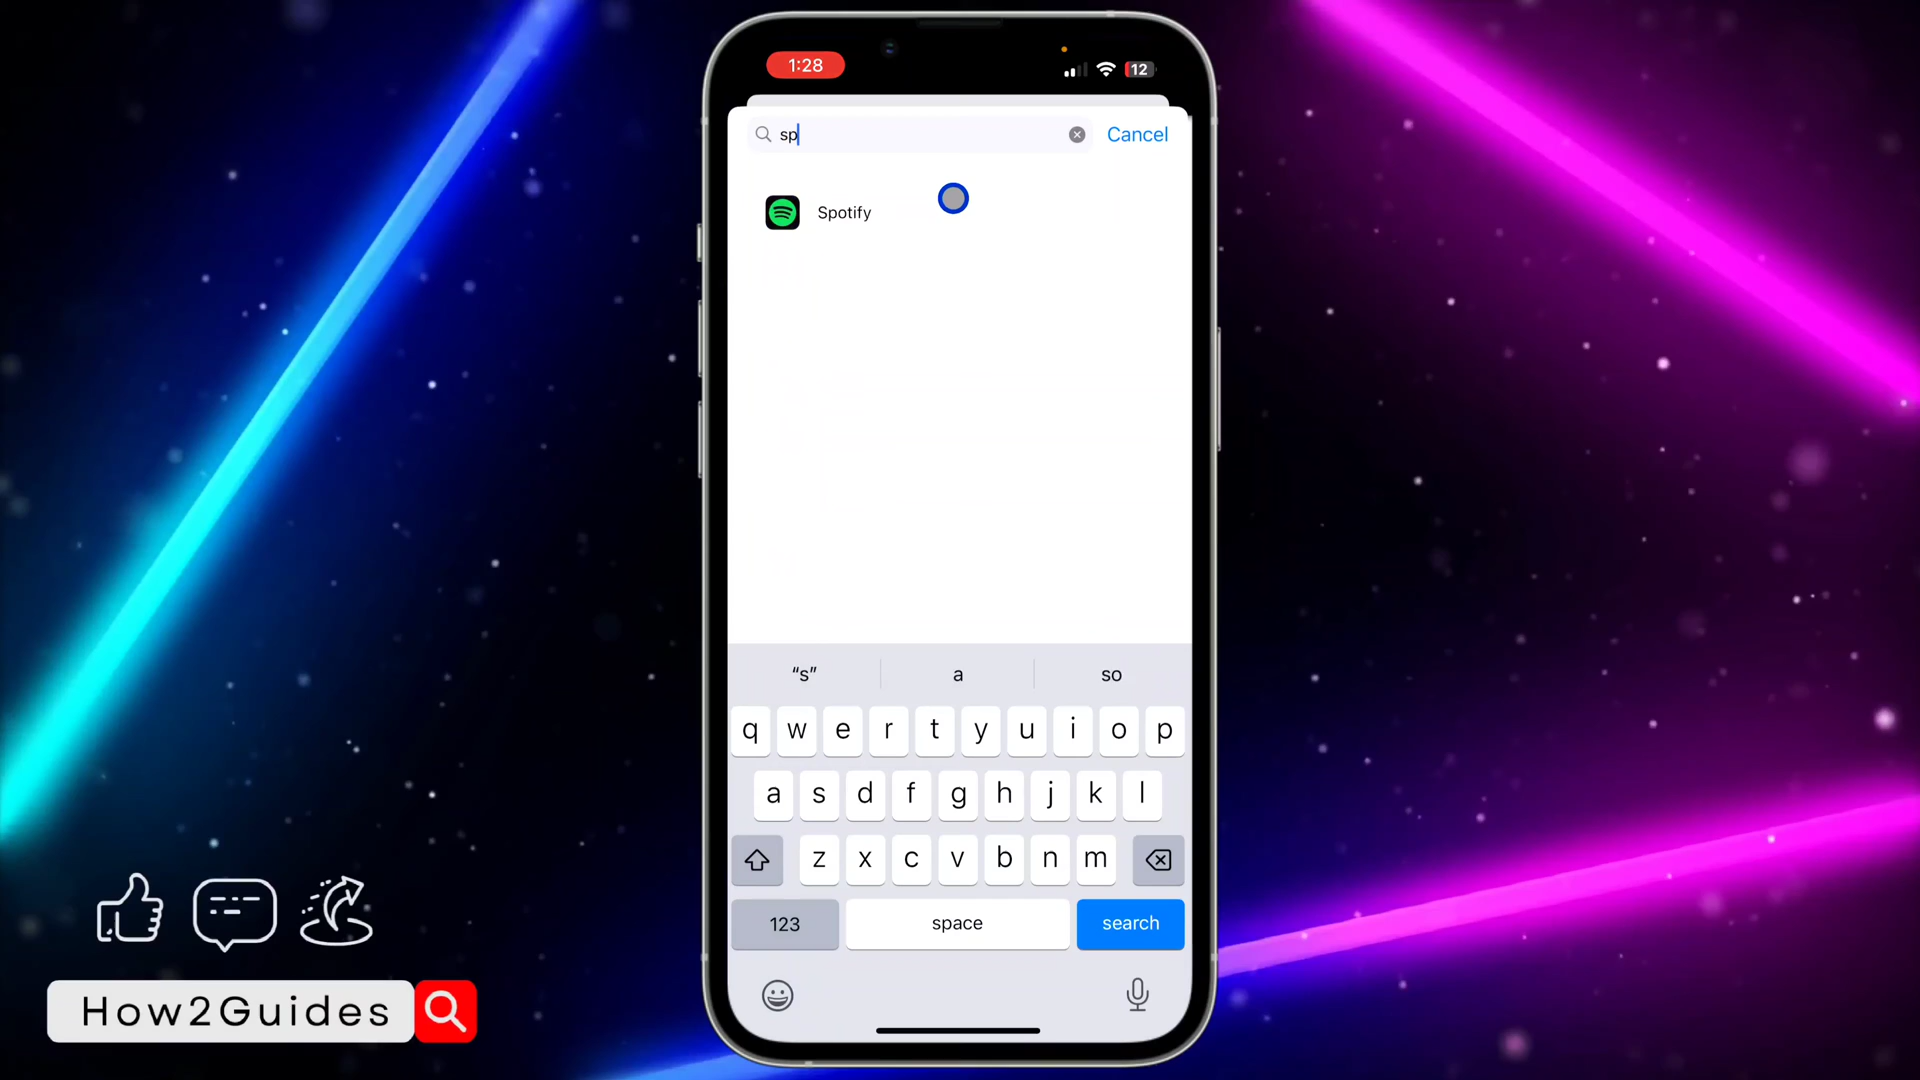 1:28
12
sp
Cancel
Spotify
“s”
a
so
q w e r t y u i o p
a s d f g h j k l
z x c v b n m
123
space
search
How2Guides